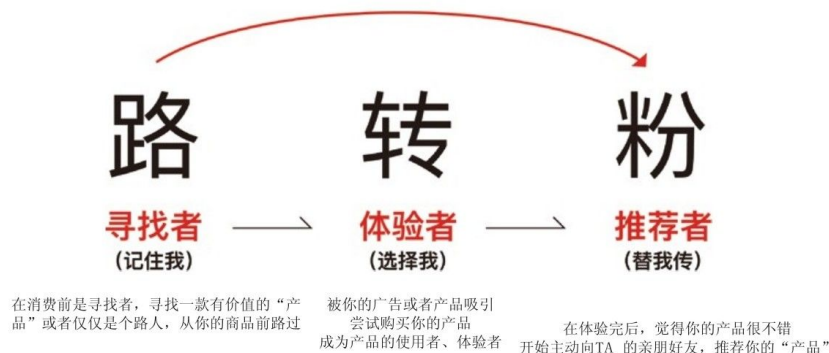 路 转 粉
寻找者 体验者 推荐者
(记住我) (选择我) (替我传)
在消费前是寻找者，寻找一款有价值的“产
品”或者仅仅是个路人，从你的商品前路过
被你的广告或者产品吸引
尝试购买你的产品
成为产品的使用者、体验者
在体验完后，觉得你的产品很不错
开始主动向TA 的亲朋好友，推荐你的“产品”